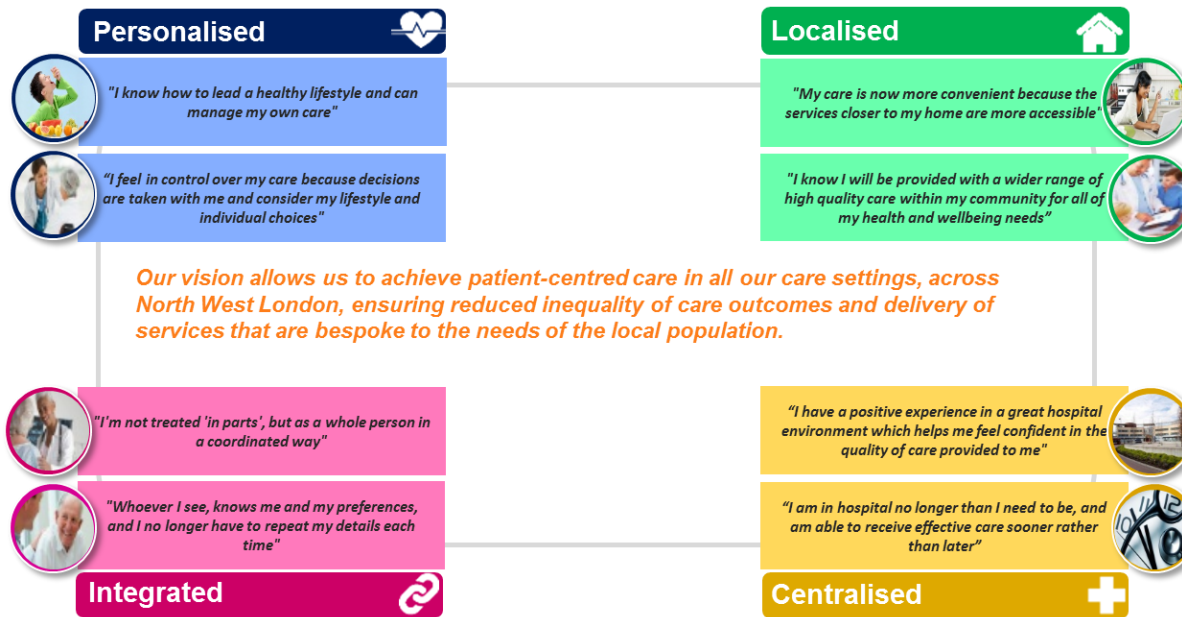 Personalised
"I know how to lead a healthy lifestyle and can
manage my own care"
“I feel in control over my care because decisions
are taken with me and consider my lifestyle and
individual choices"
Localised
"My care is now more convenient because the
services closer to my home are more accessible"
"I know I will be provided with a wider range of
high quality care within my community for all of
my health and wellbeing needs”
Our vision allows us to achieve patient-centred care in all our care settings, across
North West London, ensuring reduced inequality of care outcomes and delivery of
services that are bespoke to the needs of the local population.
"I'm not treated 'in parts', but as a whole person in
a coordinated way"
"Whoever I see, knows me and my preferences,
and I no longer have to repeat my details each
time"
Integrated
“I have a positive experience in a great hospital
environment which helps me feel confident in the
quality of care provided to me"
“I am in hospital no longer than I need to be, and
am able to receive effective care sooner rather
than later”
10 11 12
Centralised